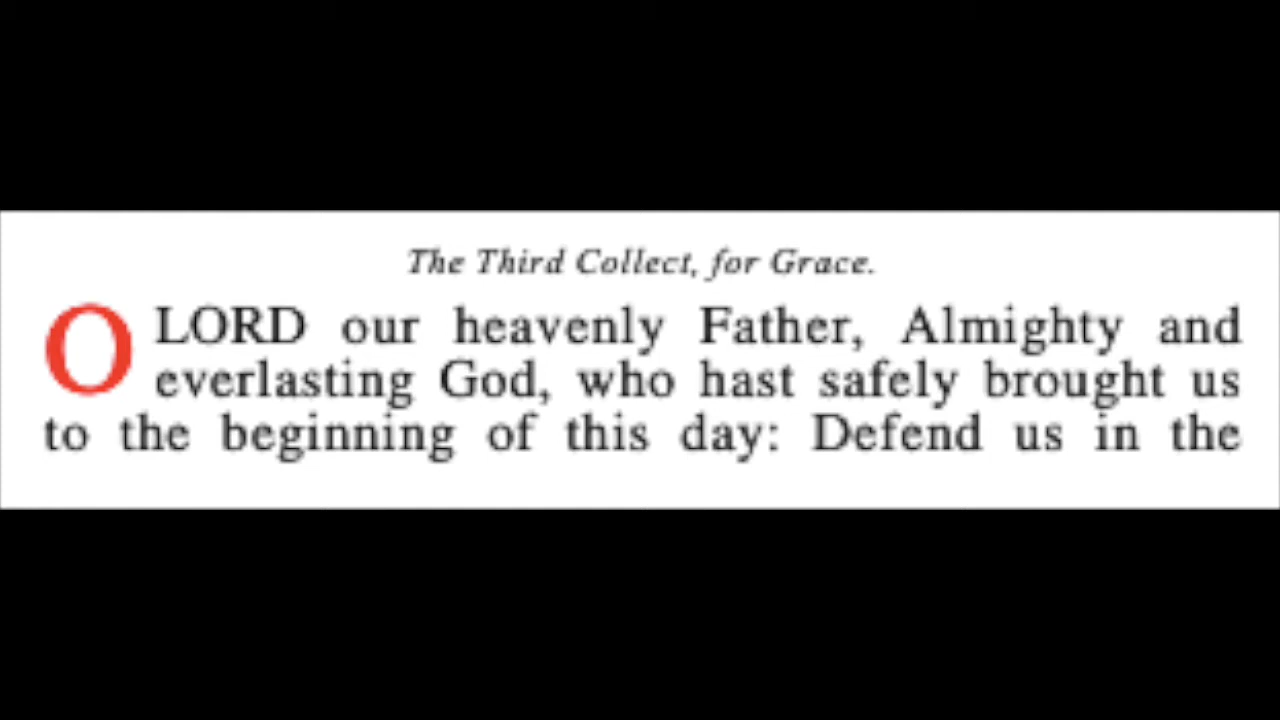 The Third Collect, for Grace.
O LORD our heavenly Father, Almighty and
everlasting God, who hast safely brought us
to the beginning of this day: Defend us in the